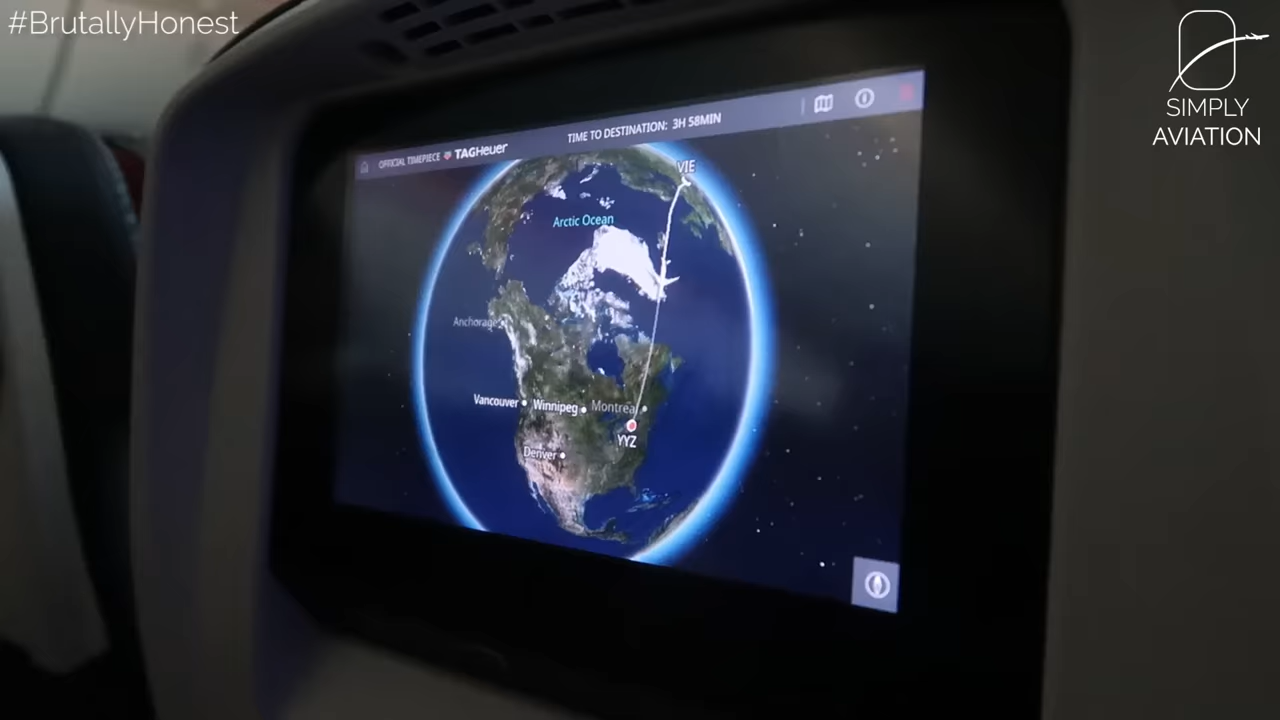 #BrutallyHonest
SIMPLY
AVIATION
OFFICIAL TIMEPIECE TAGHeuer
TIME TO DESTINATION: 3H 58MIN
VIE
Arctic Ocean
Anchorage
Vancouver
Winnipeg
Montreal
YYZ
Denver